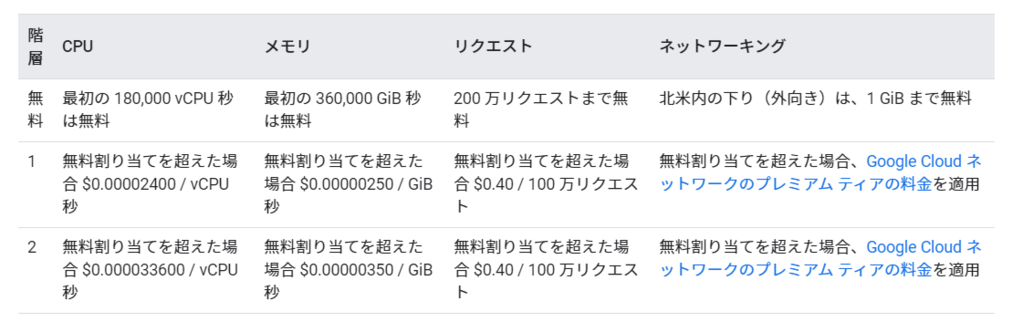 階層
CPU
メモリ
リクエスト
ネットワーキング
無料
最初の 180,000 vCPU 秒
は無料
最初の 360,000 GiB 秒
は無料
200 万リクエストまで無
料
北米内の下り（外向き）は、1 GiB まで無料
1
無料割り当てを超えた場
合 $0.00002400 / vCPU
秒
無料割り当てを超えた
場合 $0.00000250 / GiB
秒
無料割り当てを超えた場
合 $0.40 / 100 万リクエス
ト
無料割り当てを超えた場合、Google Cloud ネ
ットワークのプレミアム ティアの料金を適用
2
無料割り当てを超えた場
合 $0.000033600 / vCPU
秒
無料割り当てを超えた
場合 $0.00000350 / GiB
秒
無料割り当てを超えた場
合 $0.40 / 100 万リクエス
ト
無料割り当てを超えた場合、Google Cloud ネ
ットワークのプレミアム ティアの料金を適用